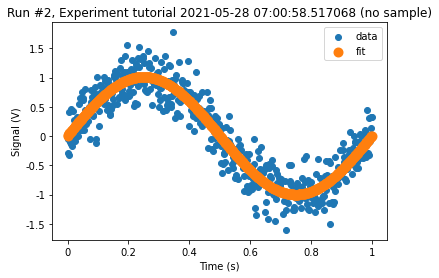 Run #2, Experiment tutorial 2021-05-28 07:00:58.517068 (no sample)
data
fit
1.5
1
0.5
0
-0.5
-1
-1.5
Signal (V)
0 0.2 0.4 0.6 0.8 1
Time (s)